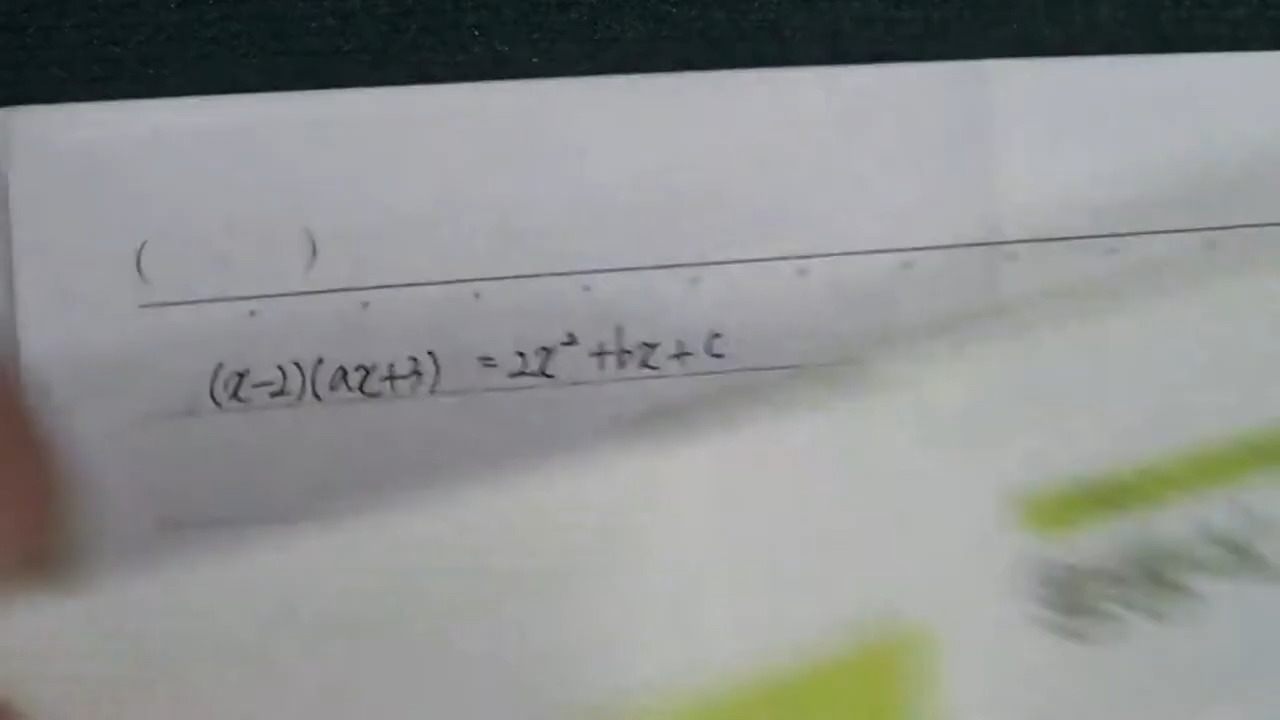 ( )
(x-2)(ax+3) = 2x² + bx + c